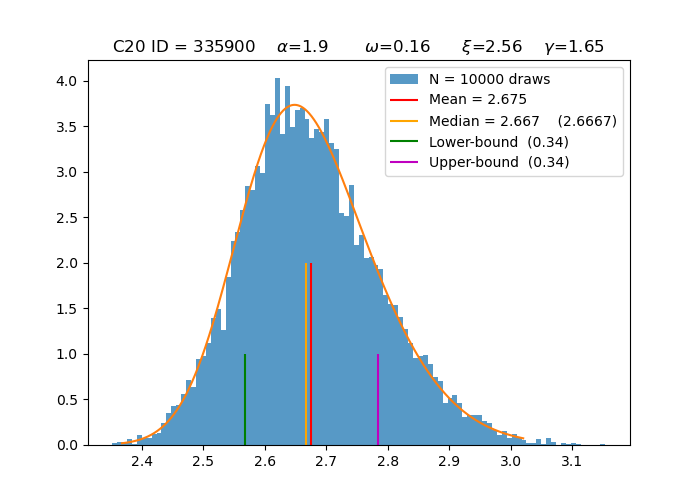 C20 ID = 335900 α=1.9 ω=0.16 ξ=2.56 γ=1.65
N = 10000 draws
Mean = 2.675
Median = 2.667 (2.6667)
Lower-bound (0.34)
Upper-bound (0.34)
4.0
3.5
3.0
2.5
2.0
1.5
1.0
0.5
0.0
2.4 2.5 2.6 2.7 2.8 2.9 3.0 3.1